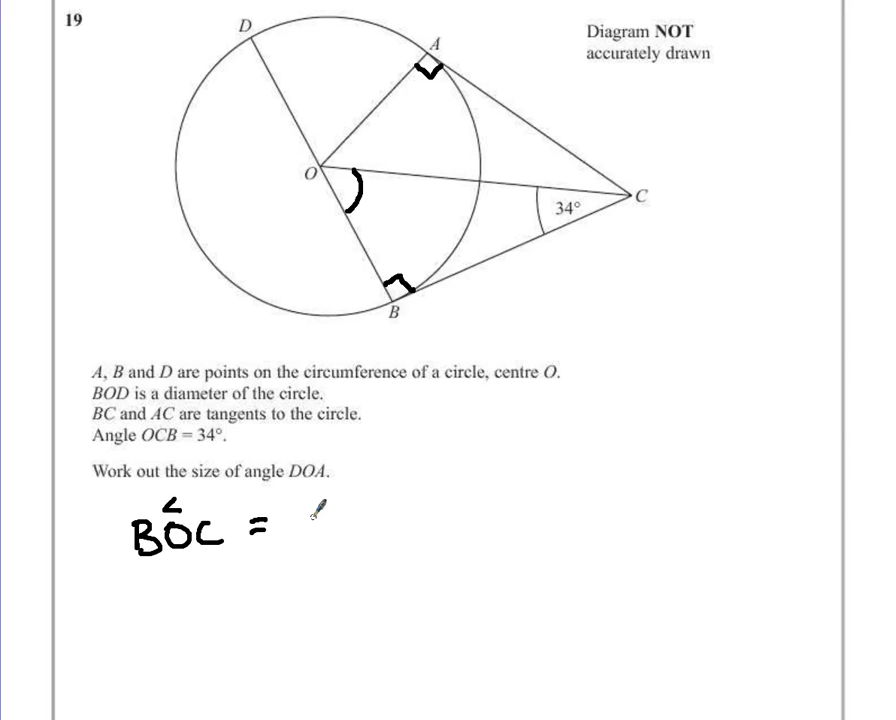 19
D
A
Diagram NOT
accurately drawn
O
C
34°
B
A, B and D are points on the circumference of a circle, centre O.
BOD is a diameter of the circle.
BC and AC are tangents to the circle.
Angle OCB = 34°.
Work out the size of angle DOA.
BÔC =